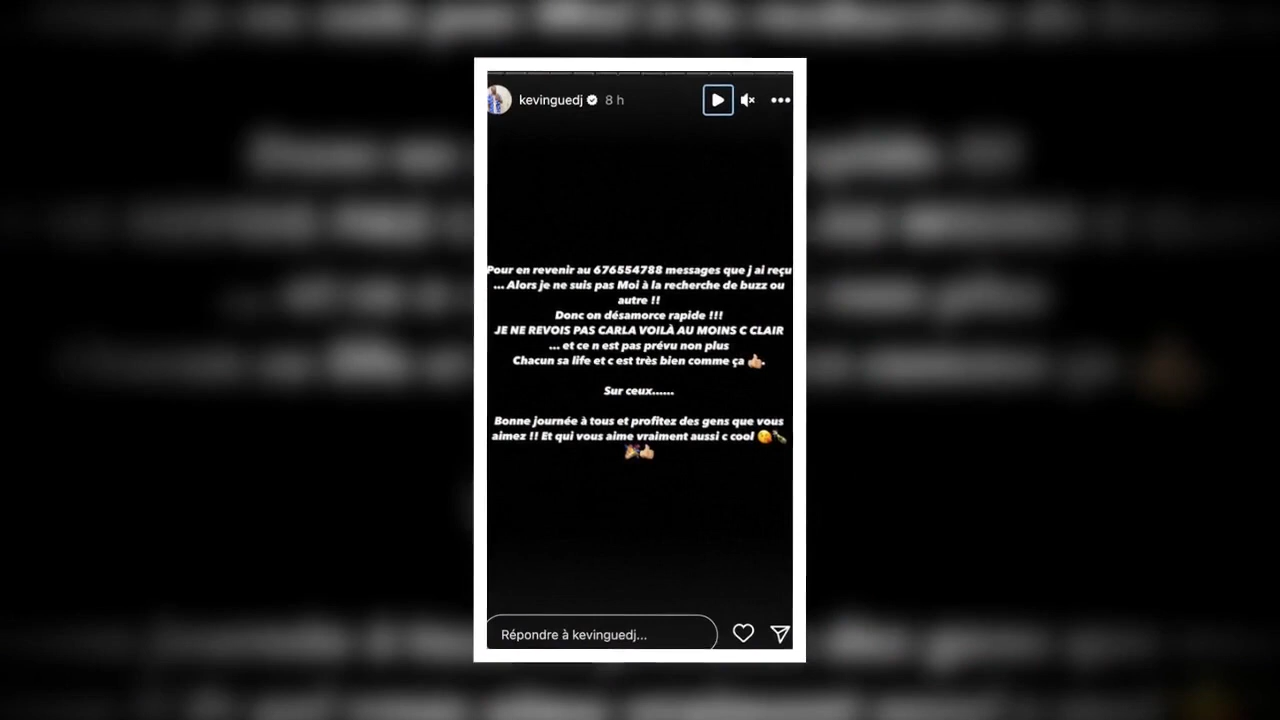 kevinguedj 8 h
Pour en revenir au 676554788 messages que j ai reçu
... Alors je ne suis pas Moi à la recherche de buzz ou
autre !!
Donc on désamorce rapide !!!
JE NE REVOIS PAS CARLA VOILÀ AU MOINS C CLAIR
... et ce n est pas prévu non plus
Chacun sa life et c est très bien comme ça 👍🏼
Sur ceux......
Bonne journée à tous et profitez des gens que vous
aimez !! Et qui vous aime vraiment aussi c cool 😘🍾
🎉👍🏼
Répondre à kevinguedj...